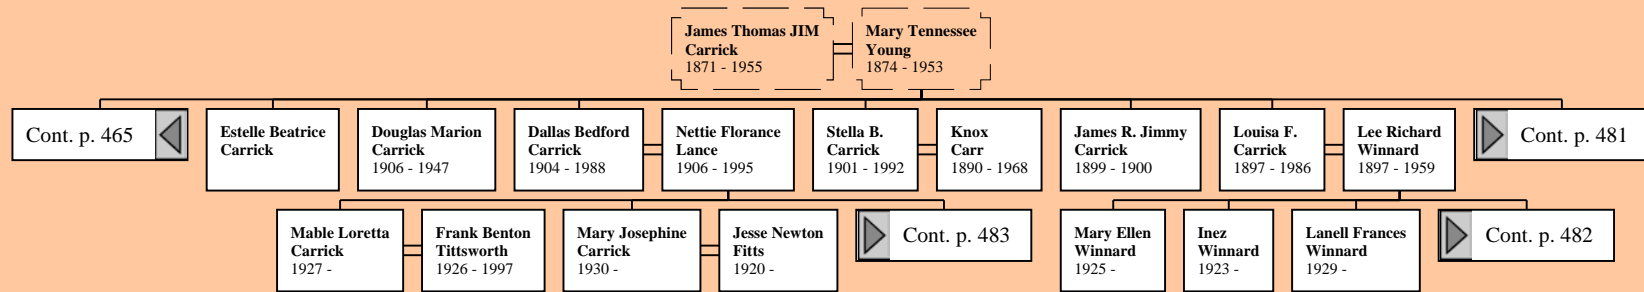 James Thomas JIM
Carrick
1871 - 1955
Mary Tennessee
Young
1874 - 1953
Cont. p. 465
Estelle Beatrice
Carrick
Douglas Marion
Carrick
1906 - 1947
Dallas Bedford
Carrick
1904 - 1988
Nettie Florance
Lance
1906 - 1995
Stella B.
Carrick
1901 - 1992
Knox
Carr
1890 - 1968
James R. Jimmy
Carrick
1899 - 1900
Louisa F.
Carrick
1897 - 1986
Lee Richard
Winnard
1897 - 1959
Cont. p. 481
Mable Loretta
Carrick
1927 -
Frank Benton
Tittsworth
1926 - 1997
Mary Josephine
Carrick
1930 -
Jesse Newton
Fitts
1920 -
Cont. p. 483
Mary Ellen
Winnard
1925 -
Inez
Winnard
1923 -
Lanell Frances
Winnard
1929 -
Cont. p. 482